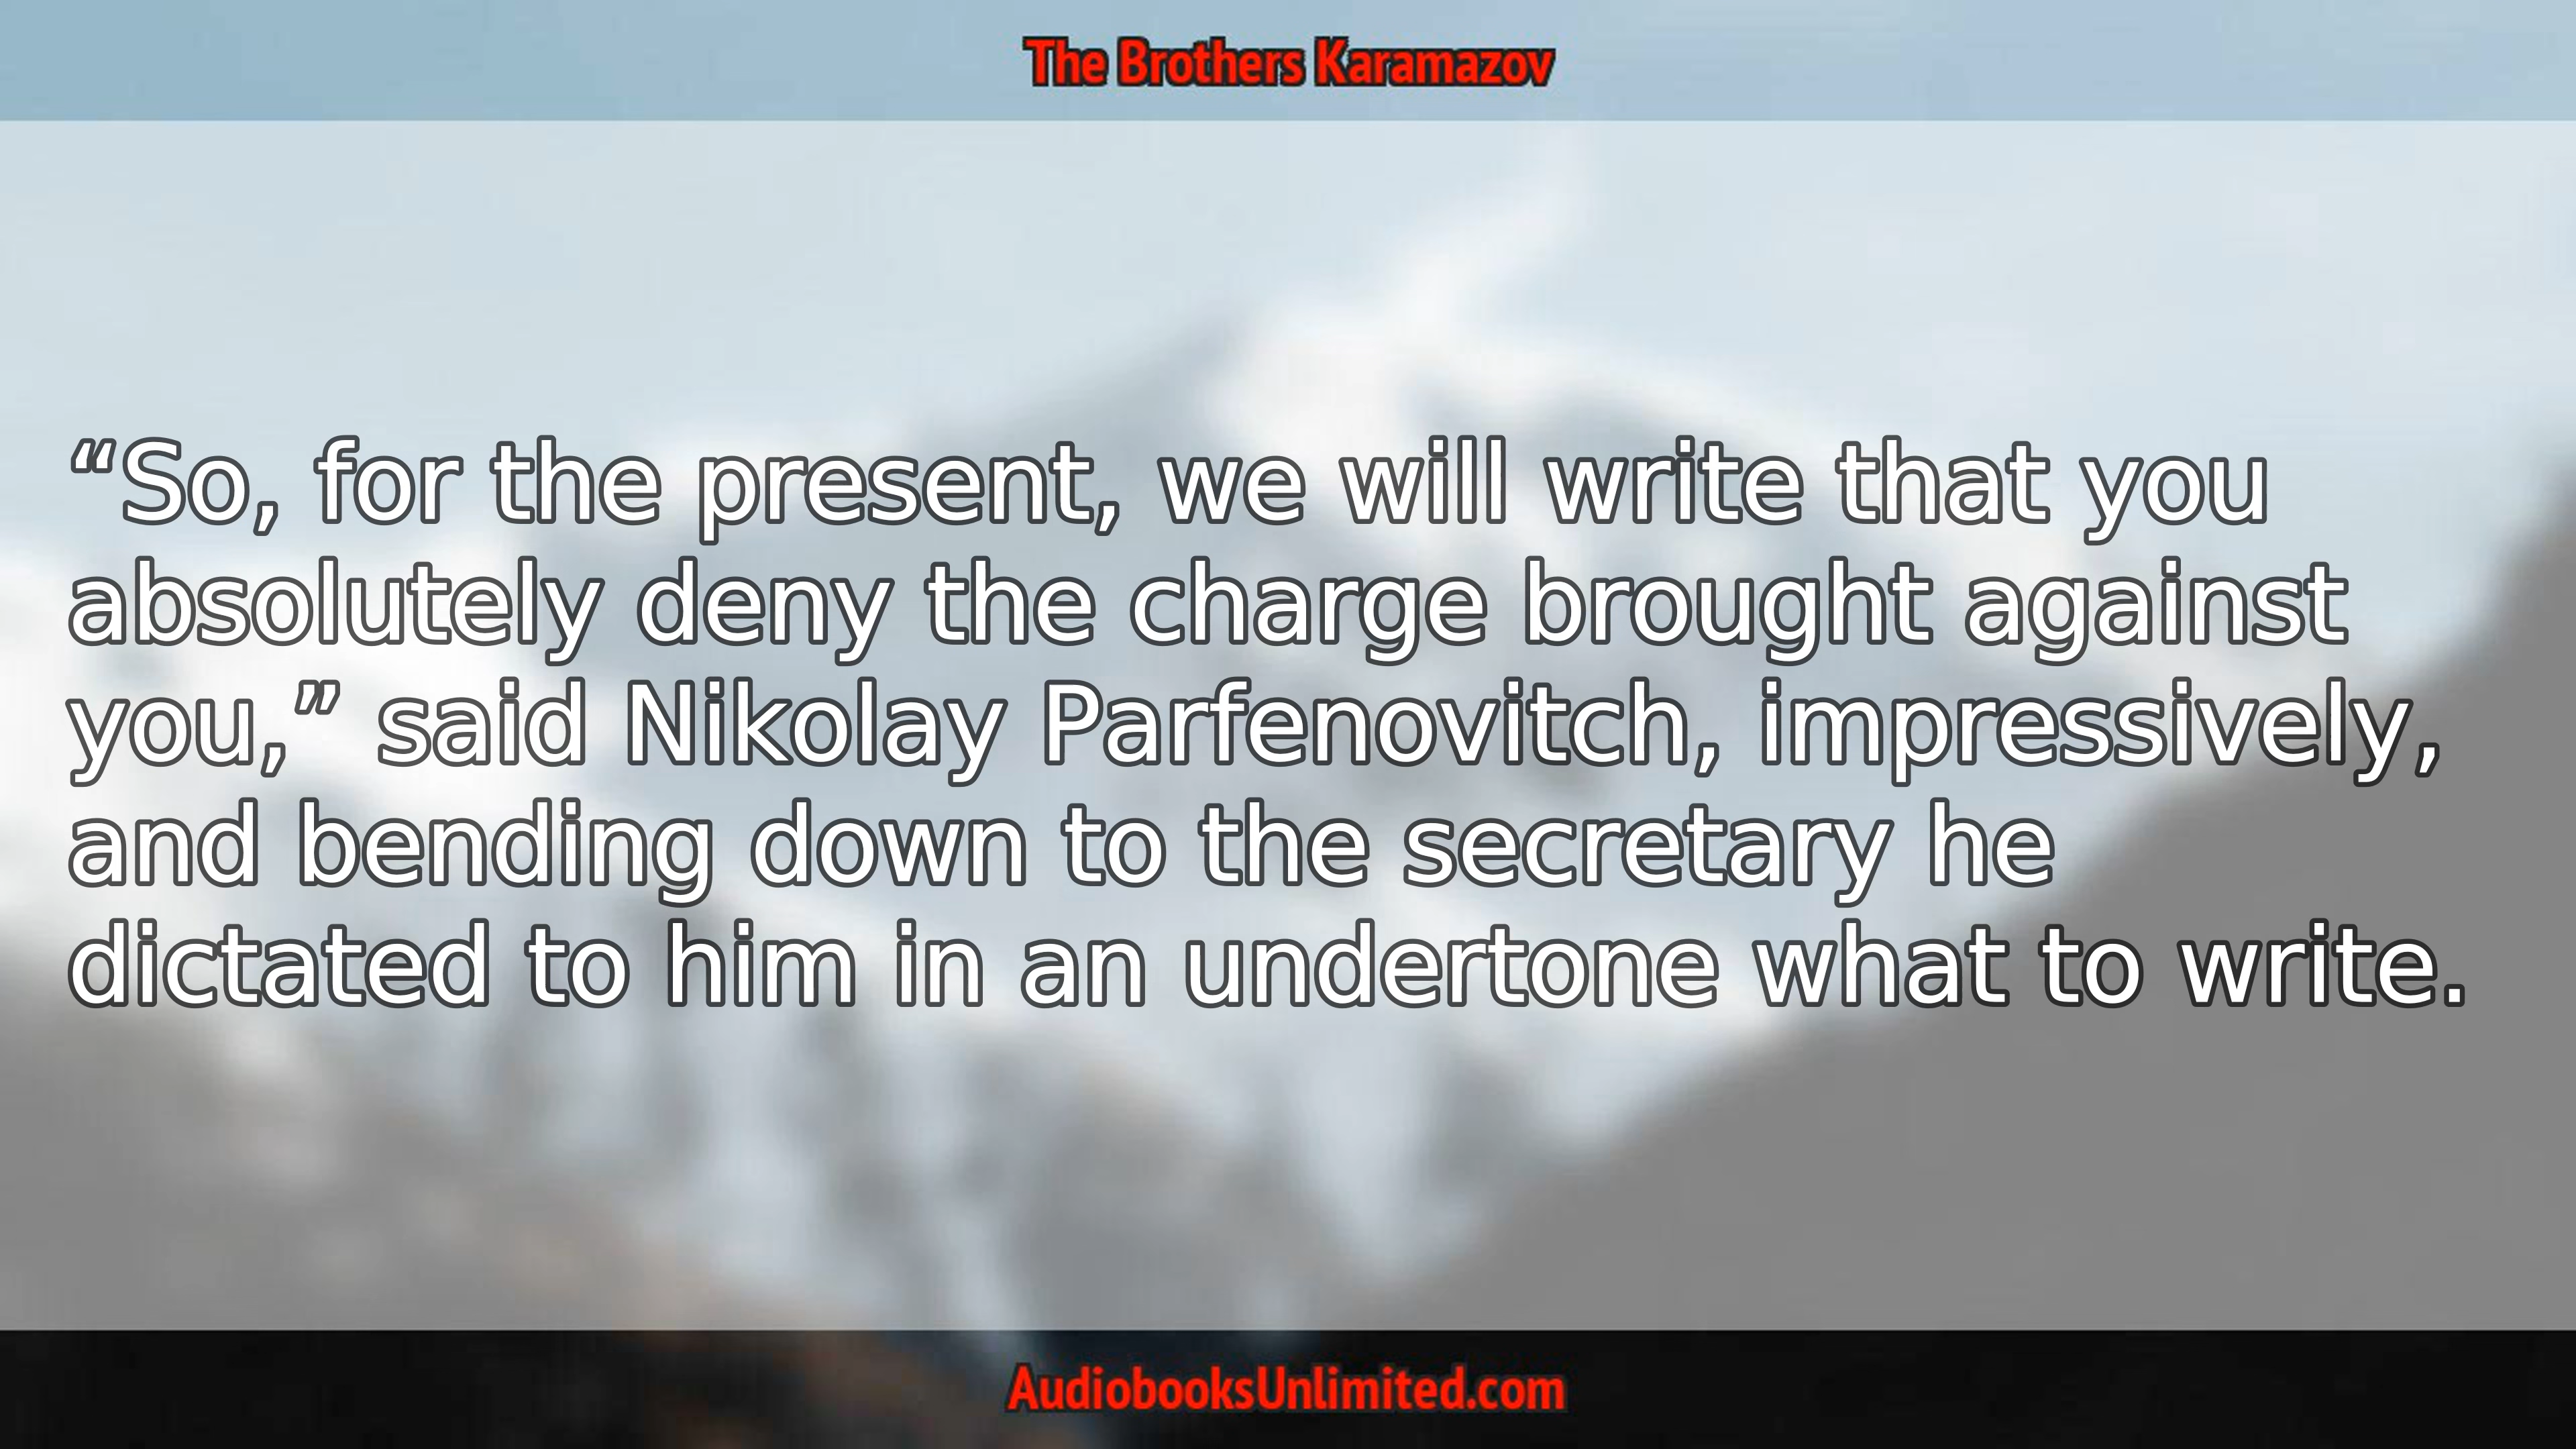 The Brothers Karamazov
“So, for the present, we will write that you
absolutely deny the charge brought against
you,” said Nikolay Parfenovitch, impressively,
and bending down to the secretary he
dictated to him in an undertone what to write.
AudiobooksUnlimited.com